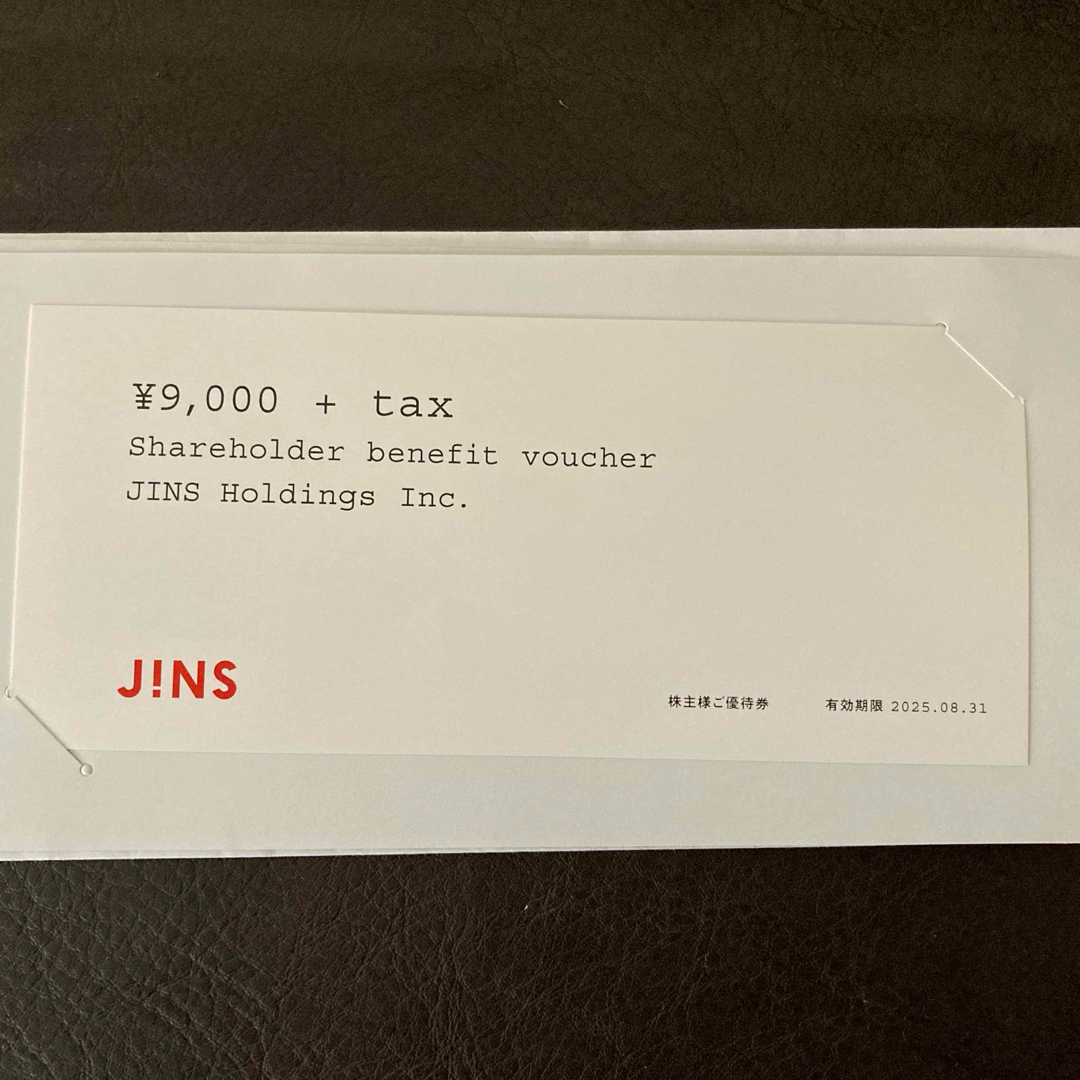 ¥9,000 + tax
Shareholder benefit voucher
JINS Holdings Inc.
J!NS
株主様ご優待券 有効期限 2025.08.31